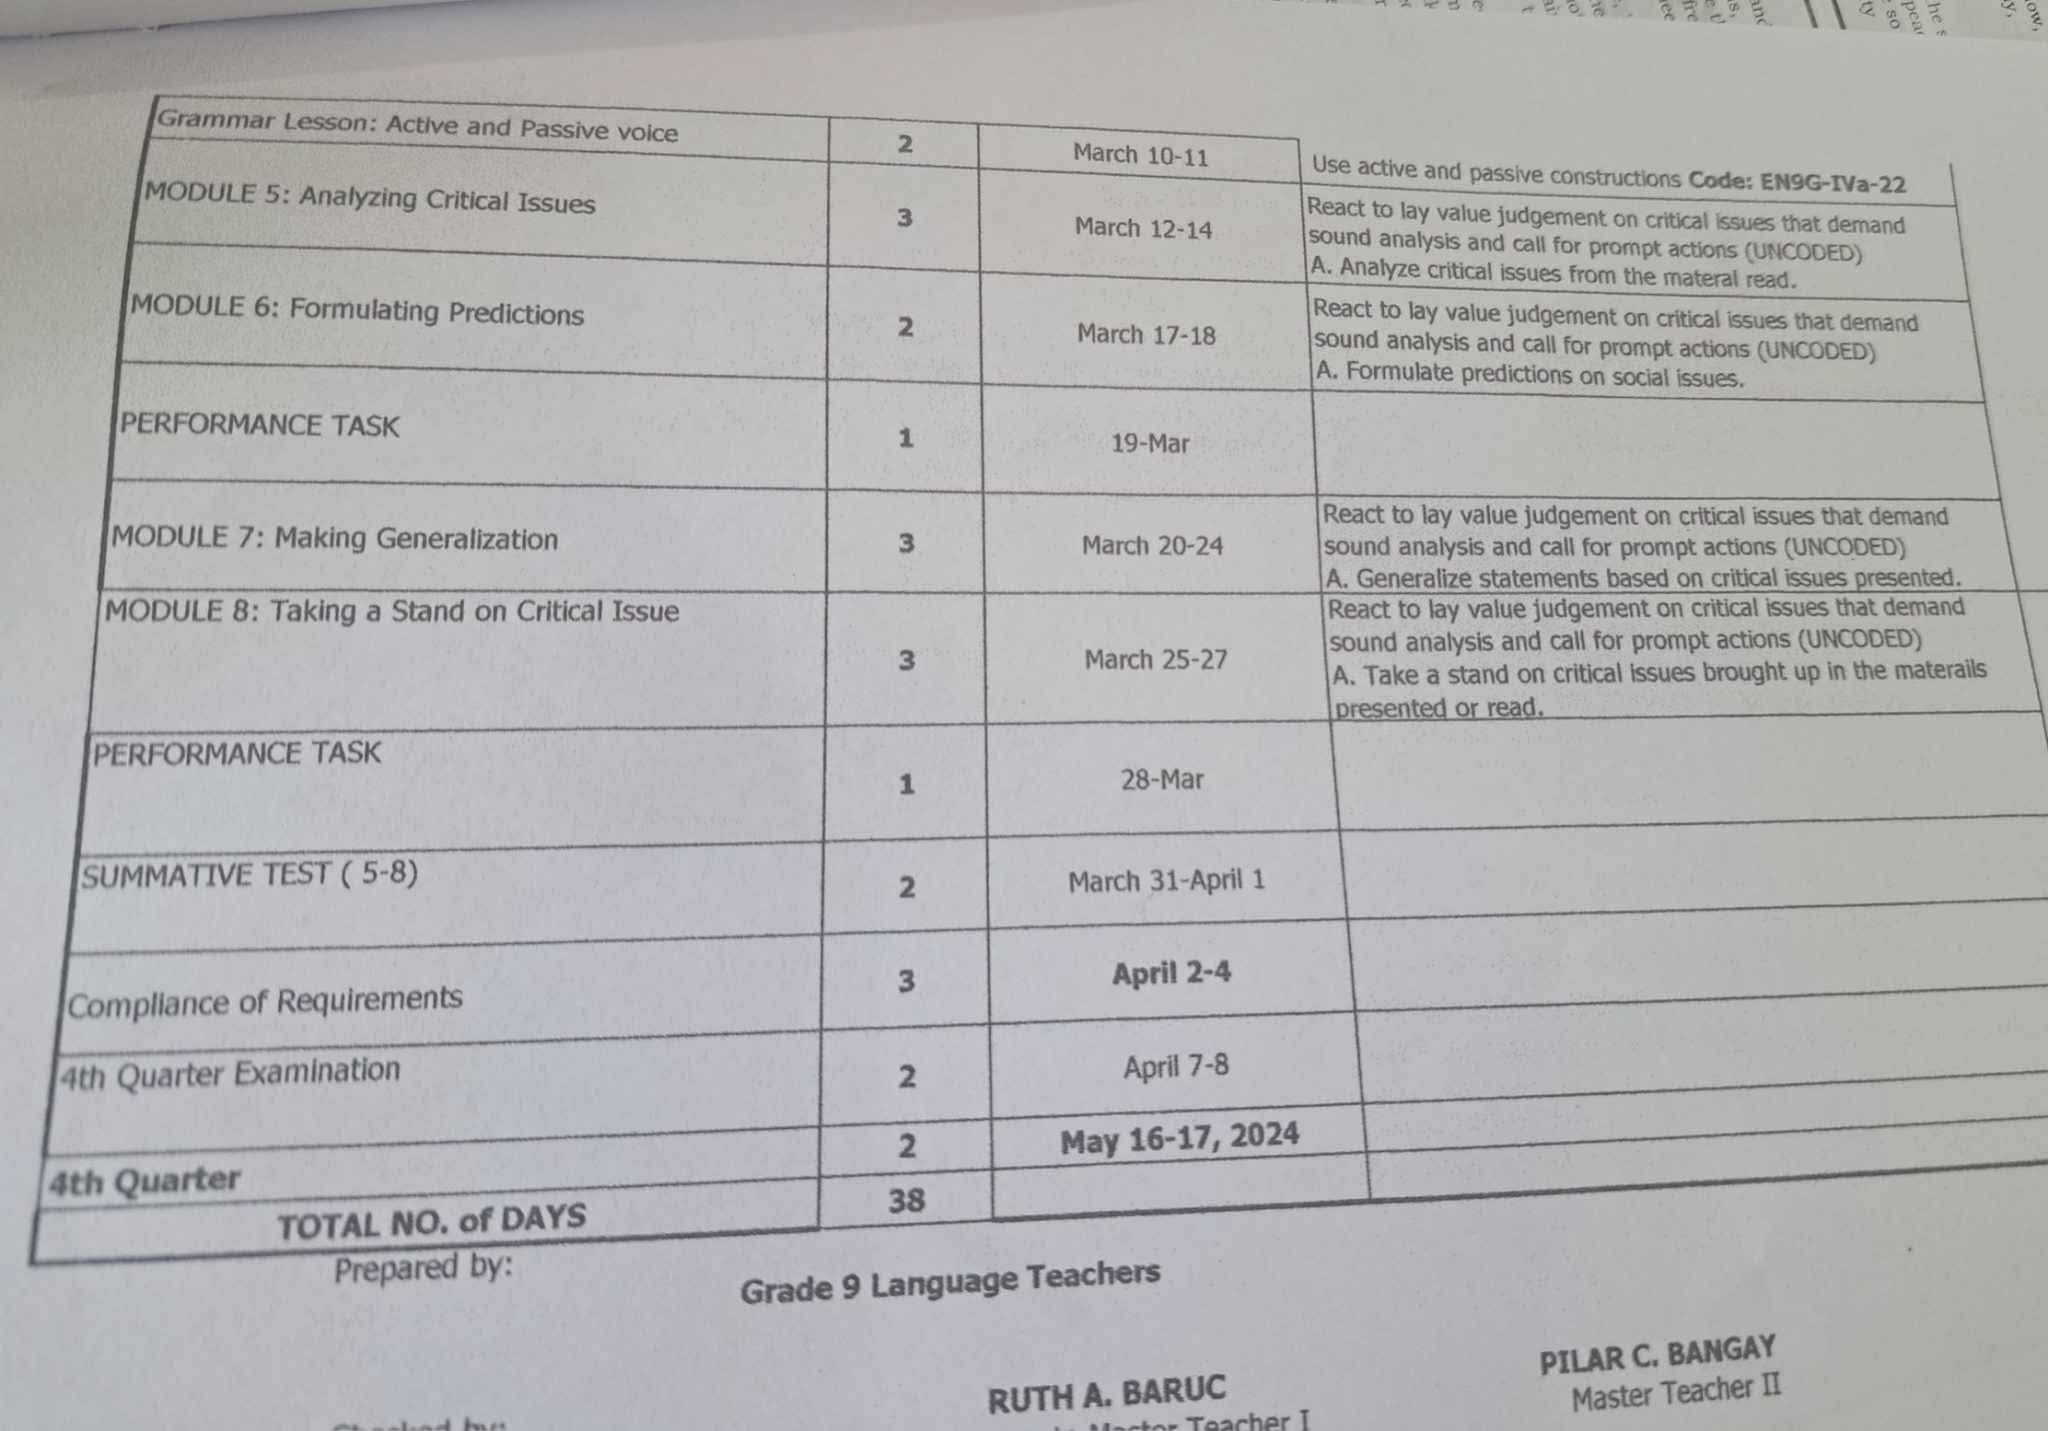 Grammar Lesson: Active and Passive voice
2
March 10-11
Use active and passive constructions Code: EN9G-IVa-22
MODULE 5: Analyzing Critical Issues
3
March 12-14
React to lay value judgement on critical issues that demand
sound analysis and call for prompt actions (UNCODED)
A. Analyze critical issues from the materal read.
MODULE 6: Formulating Predictions
2
March 17-18
React to lay value judgement on critical issues that demand
sound analysis and call for prompt actions (UNCODED)
A. Formulate predictions on social issues.
PERFORMANCE TASK
1
19-Mar
MODULE 7: Making Generalization
3
March 20-24
React to lay value judgement on critical issues that demand
sound analysis and call for prompt actions (UNCODED)
A. Generalize statements based on critical issues presented.
MODULE 8: Taking a Stand on Critical Issue
3
March 25-27
React to lay value judgement on critical issues that demand
sound analysis and call for prompt actions (UNCODED)
A. Take a stand on critical issues brought up in the materails
presented or read.
PERFORMANCE TASK
1
28-Mar
SUMMATIVE TEST ( 5-8)
2
March 31-April 1
Compliance of Requirements
3
April 2-4
4th Quarter Examination
2
April 7-8
4th Quarter
2
May 16-17, 2024
TOTAL NO. of DAYS
38
Prepared by:
Grade 9 Language Teachers
RUTH A. BARUC
Master Teacher I
PILAR C. BANGAY
Master Teacher II
Checked by: